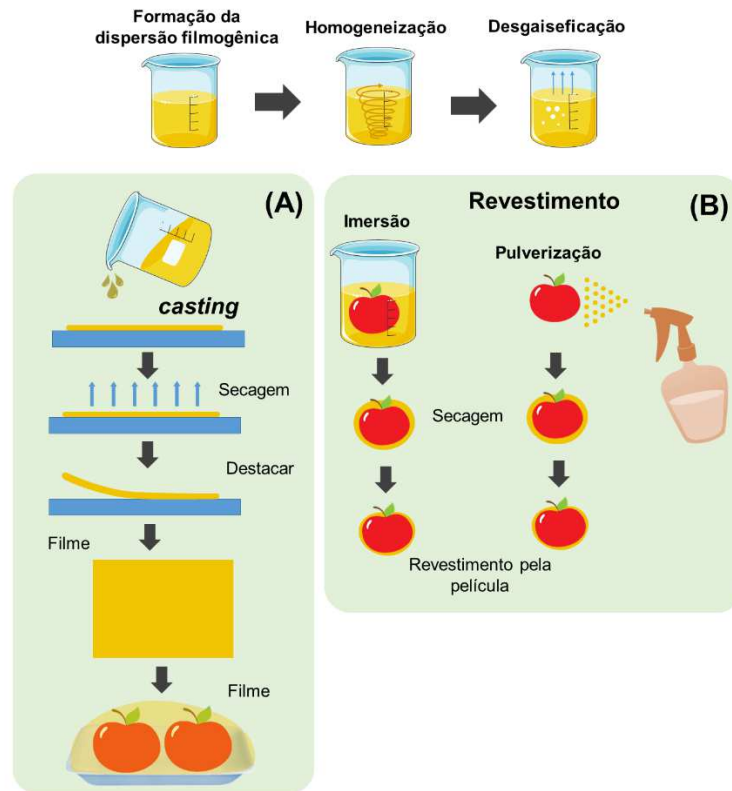 Formação da
dispersão filmogênica
Homogeneização
Desgaiseficação
(A)
casting
Secagem
Destacar
Filme
Filme
Revestimento
(B)
Imersão
Pulverização
Secagem
Revestimento pela
película